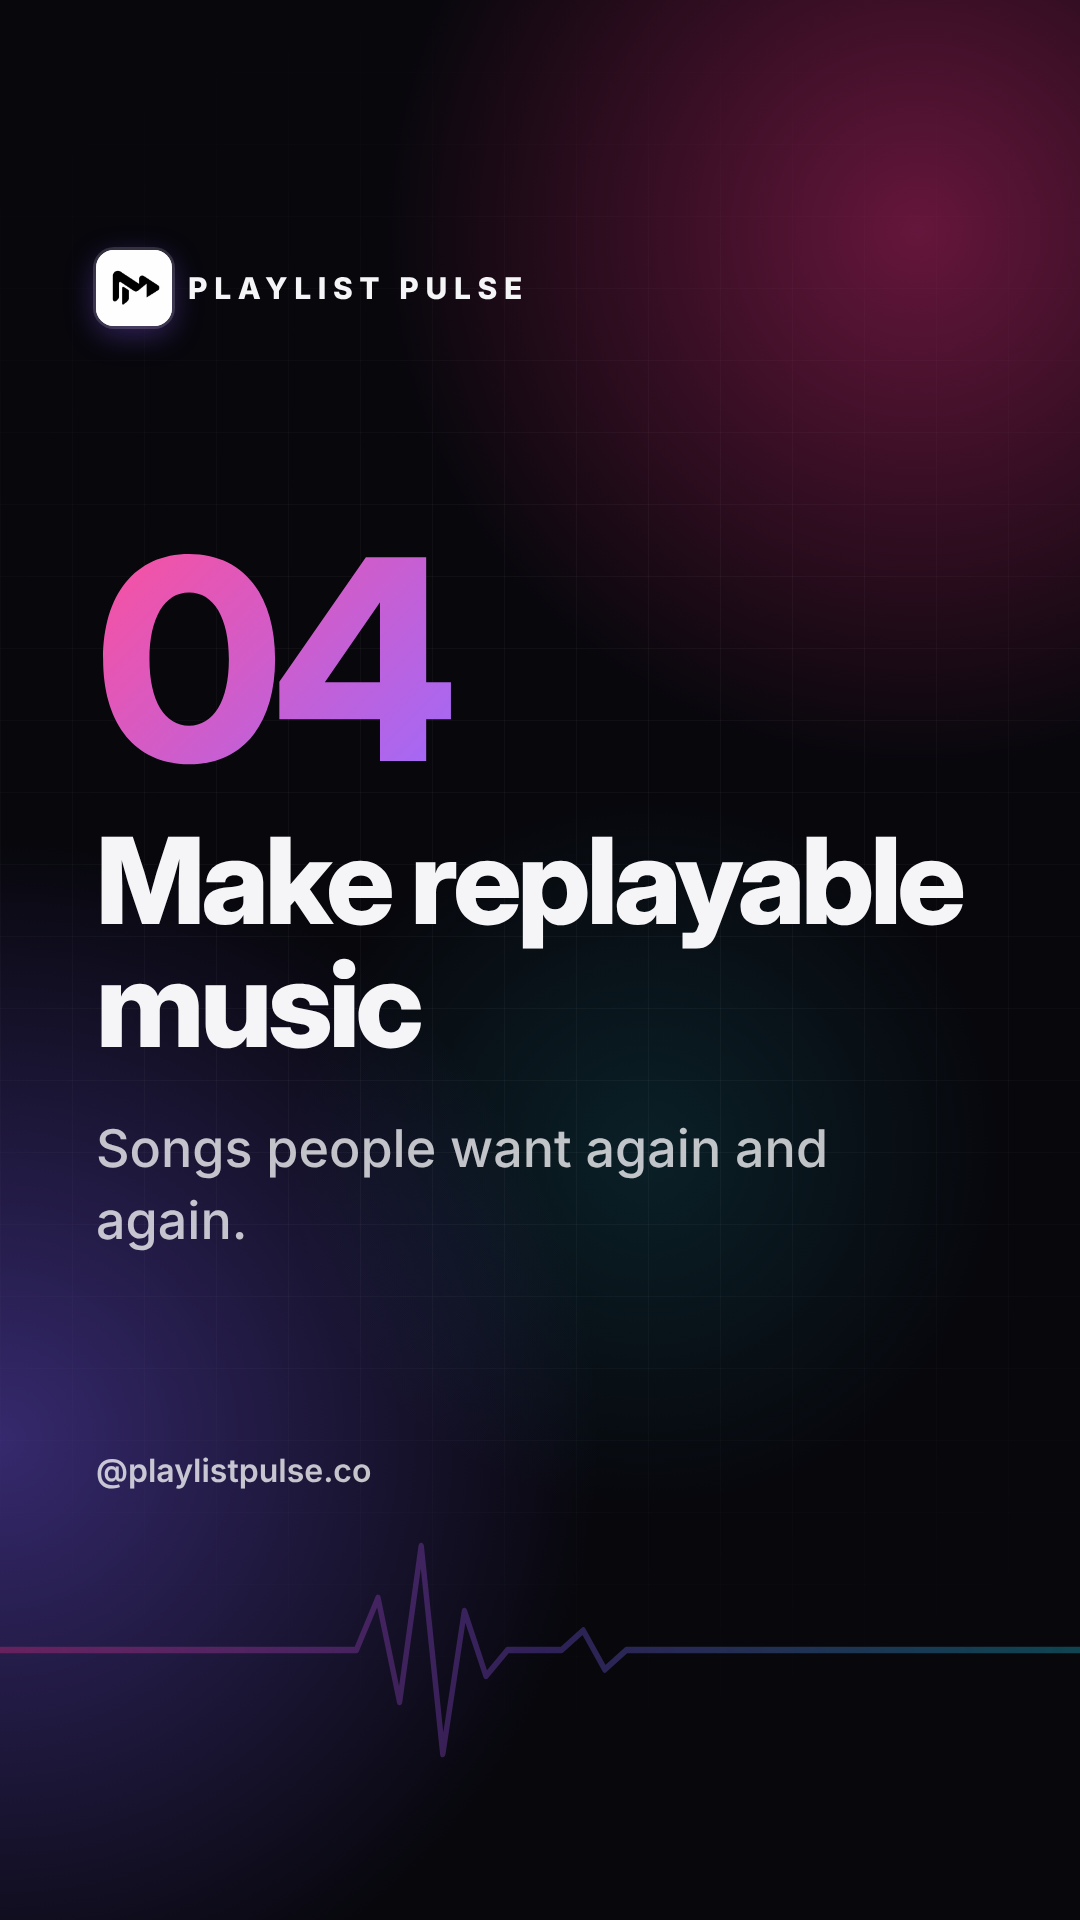 PLAYLIST PULSE
04
Make replayable
music
Songs people want again and
again.
@playlistpulse.co